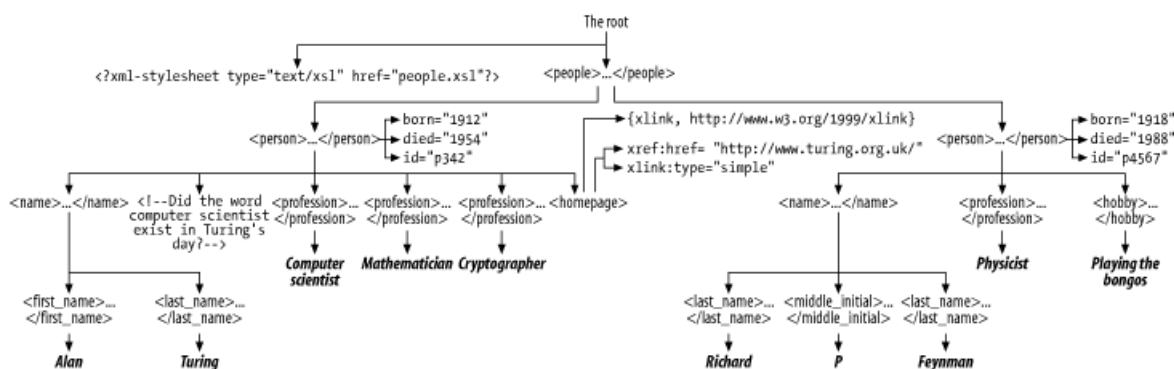 The root
<?xml-stylesheet type="text/xsl" href="people.xsl"?>
<people>...</people>
<person>...</person>
born="1912"
died="1954"
id="p342"
{xlink, http://www.w3.org/1999/xlink}
xref:href= "http://www.turing.org.uk/"
xlink:type="simple"
<person>...</person>
born="1918"
died="1988"
id="p4567"
<name>...</name>
<!--Did the word
computer scientist
exist in Turing's
day?-->
<profession>...
</profession>
<profession>...
</profession>
<profession>...
</profession>
<homepage>
<name>...</name>
<profession>...
</profession>
<hobby>...
</hobby>
Computer
scientist
Mathematician
Cryptographer
Physicist
Playing the
bongos
<first_name>...
</first_name>
<last_name>...
</last_name>
<last_name>...
</last_name>
<middle_initial>...
</middle_initial>
<last_name>...
</last_name>
Alan
Turing
Richard
P
Feynman